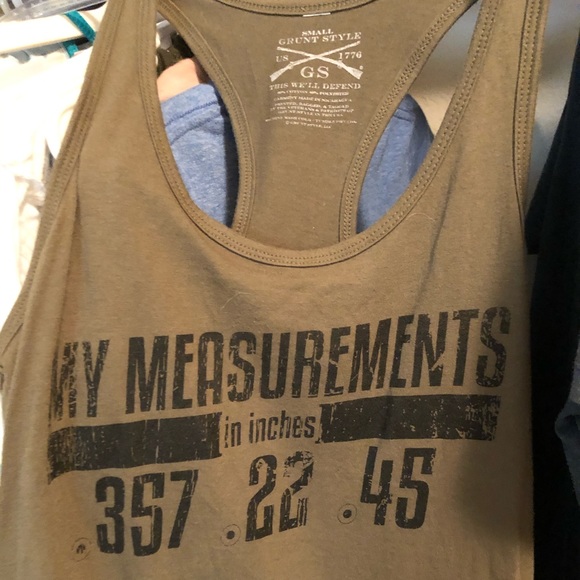 SMALL
GRUNT STYLE
US 1776
GS
THIS WE'LL DEFEND
MY MEASUREMENTS
in inches
.357 .22 .45